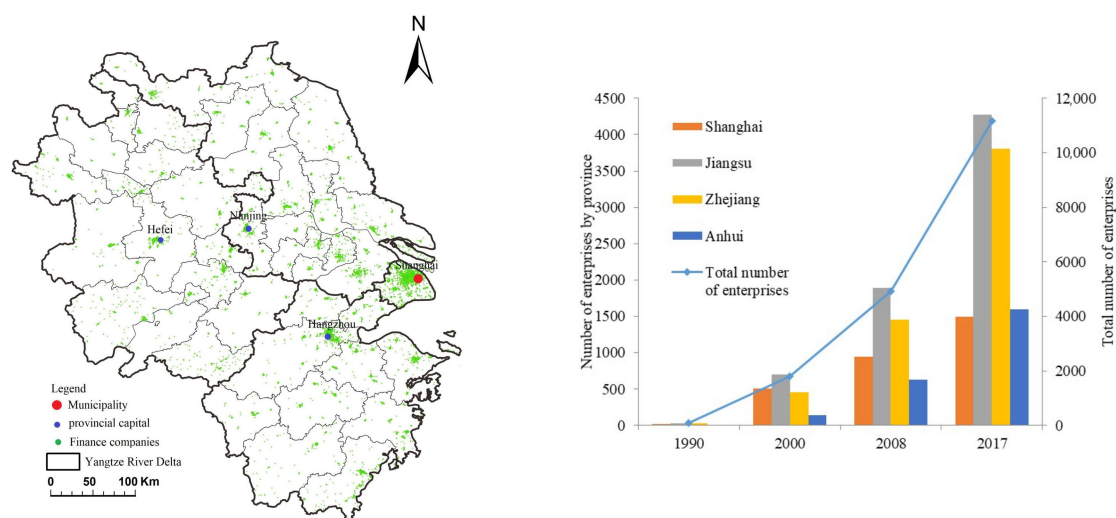 N
Nanjing
Hefei
Shanghai
Hangzhou
Legend
Municipality
provincial capital
Finance companies
Yangtze River Delta
0 50 100 Km
Number of enterprises by province
4500
4000
3500
3000
2500
2000
1500
1000
500
0
Shanghai
Jiangsu
Zhejiang
Anhui
Total number
of enterprises
12,000
10,000
8000
6000
4000
2000
0
Total number of enterprises
1990 2000 2008 2017